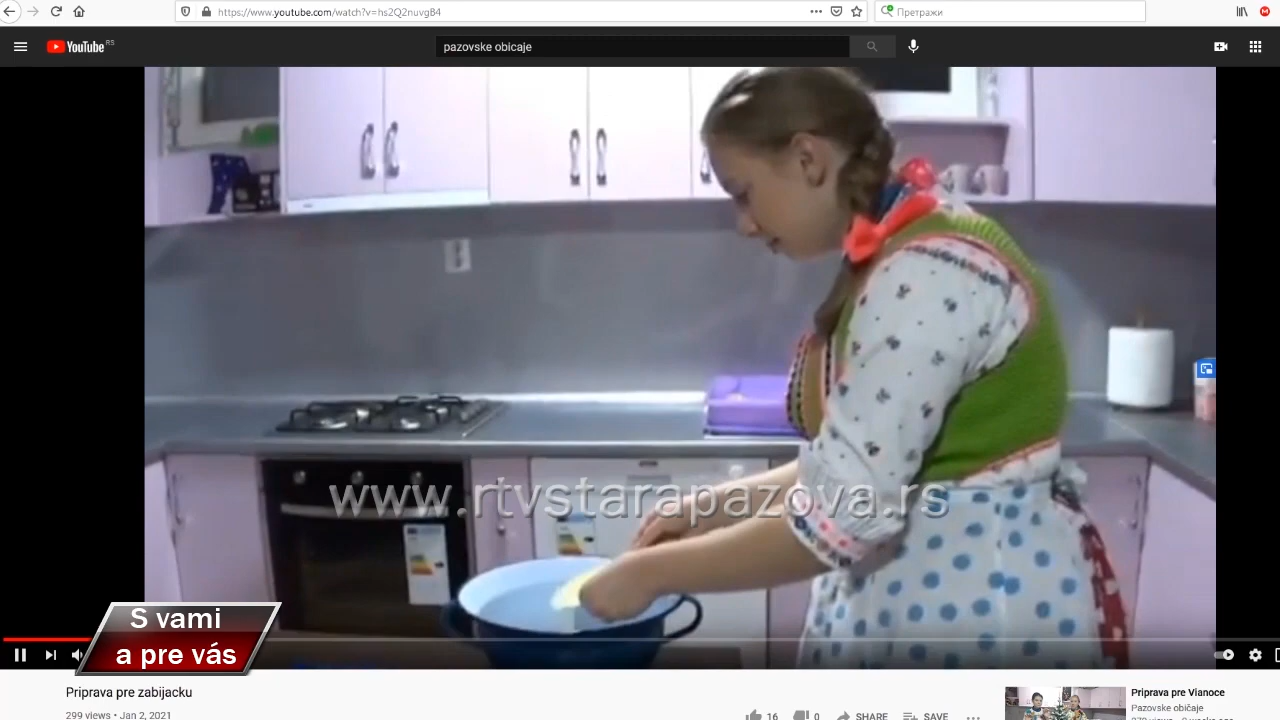 https://www.youtube.com/watch?v=hs2Q2nuvgB4
Претражи
YouTube RS
pazovske obicaje
www.rtvstarapazova.rs
S vami
a pre vás
Priprava pre zabijacku
299 views • Jan 2, 2021
16
0
SHARE
SAVE
Priprava pre Vianoce
Pazovske običaje